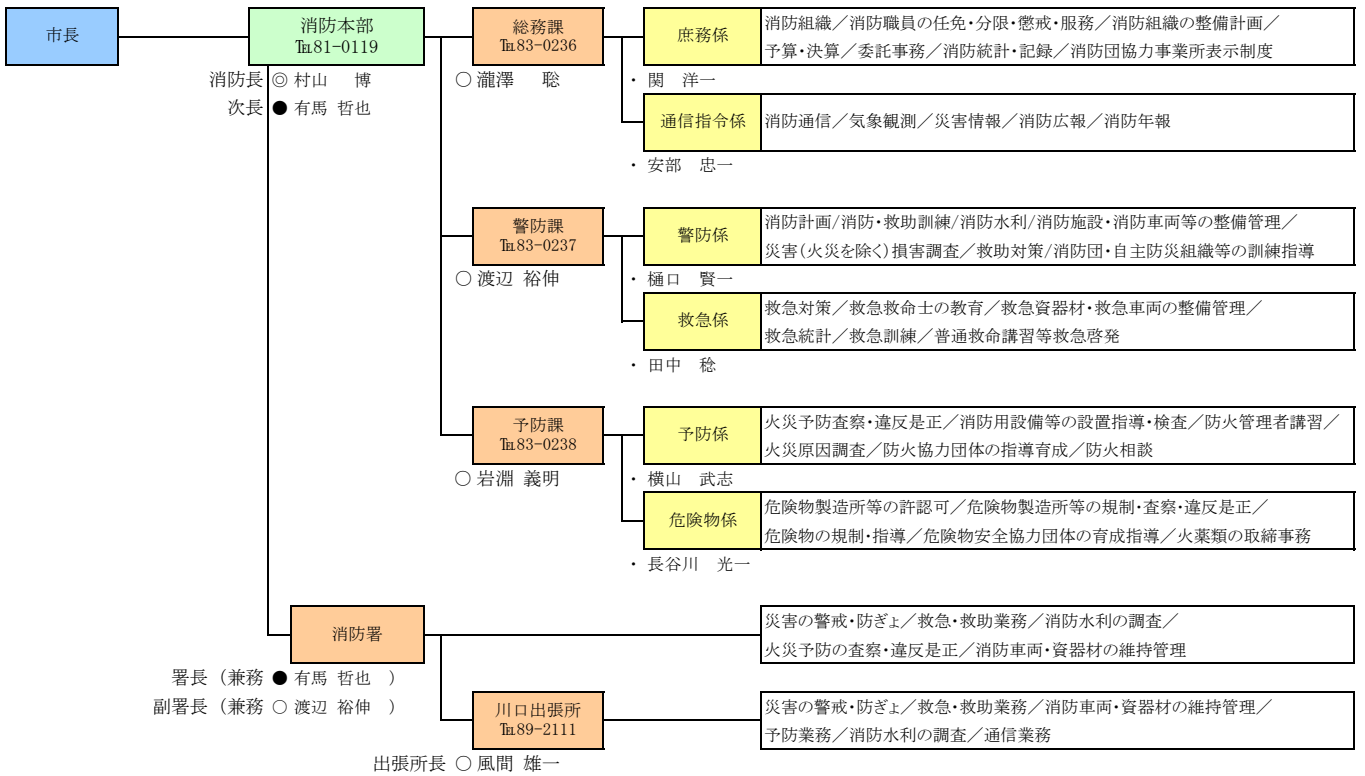 市長
消防本部
℡81-0119
消防長 ◎ 村山　博
次長 ● 有馬 哲也
総務課
℡83-0236
○ 瀧澤　聡
庶務係
消防組織／消防職員の任免・分限・懲戒・服務／消防組織の整備計画／
予算・決算／委託事務／消防統計・記録／消防団協力事業所表示制度
・ 関　洋一
通信指令係
消防通信／気象観測／災害情報／消防広報／消防年報
・ 安部　忠一
警防課
℡83-0237
○ 渡辺 裕伸
警防係
消防計画/消防・救助訓練/消防水利/消防施設・消防車両等の整備管理／
災害（火災を除く）損害調査／救助対策/消防団・自主防災組織等の訓練指導
・ 樋口　賢一
救急係
救急対策／救急救命士の教育／救急資器材・救急車両の整備管理／
救急統計／救急訓練／普通救命講習等救急啓発
・ 田中　稔
予防課
℡83-0238
○ 岩淵 義明
予防係
火災予防査察・違反是正／消防用設備等の設置指導・検査／防火管理者講習／
火災原因調査／防火協力団体の指導育成／防火相談
・ 横山　武志
危険物係
危険物製造所等の許認可／危険物製造所等の規制・査察・違反是正／
危険物の規制・指導／危険物安全協力団体の育成指導／火薬類の取締事務
・ 長谷川　光一
消防署
災害の警戒・防ぎょ／救急・救助業務／消防水利の調査／
火災予防の査察・違反是正／消防車両・資器材の維持管理
署長（兼務 ● 有馬 哲也　）
副署長（兼務 ○ 渡辺 裕伸　）
川口出張所
℡89-2111
災害の警戒・防ぎょ／救急・救助業務／消防車両・資器材の維持管理／
予防業務／消防水利の調査／通信業務
出張所長 ○ 風間 雄一